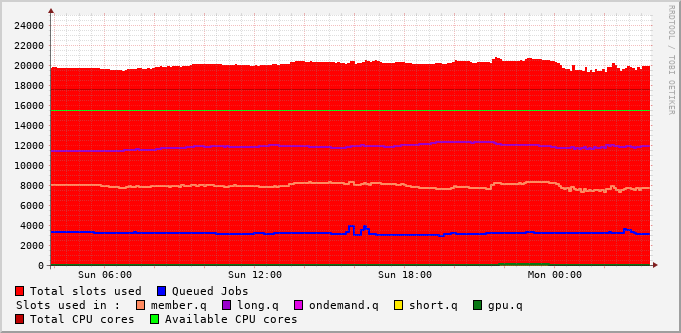 RRDTOOL / TOBI OETIKER
24000
22000
20000
18000
16000
14000
12000
10000
8000
6000
4000
2000
0
Sun 06:00 Sun 12:00 Sun 18:00 Mon 00:00
Total slots used Queued Jobs
Slots used in : member.q long.q ondemand.q short.q gpu.q
Total CPU cores Available CPU cores